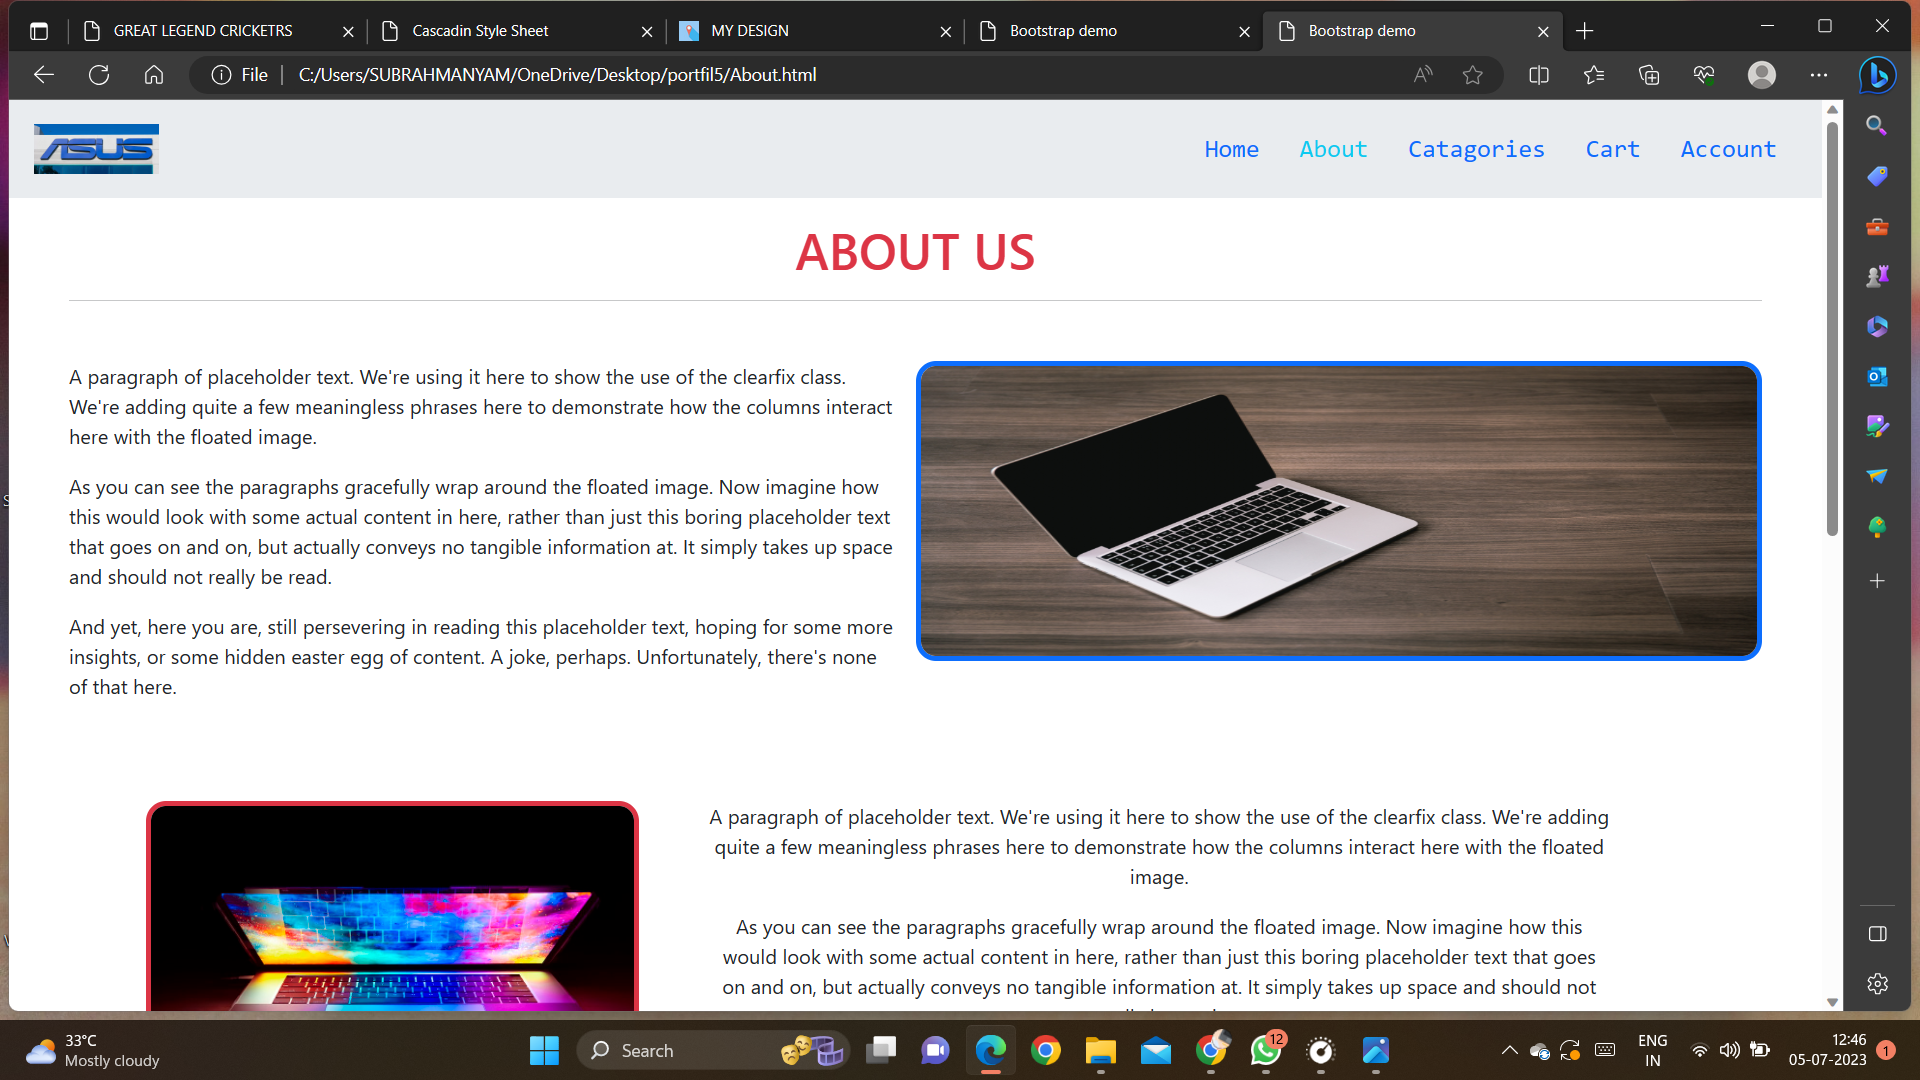 GREAT LEGEND CRICKETRS
Cascadin Style Sheet
MY DESIGN
Bootstrap demo
Bootstrap demo
File
C:/Users/SUBRAHMANYAM/OneDrive/Desktop/portfil5/About.html
ASUS
Home
About
Catagories
Cart
Account
ABOUT US
A paragraph of placeholder text. We're using it here to show the use of the clearfix class.
We're adding quite a few meaningless phrases here to demonstrate how the columns interact
here with the floated image.
As you can see the paragraphs gracefully wrap around the floated image. Now imagine how
this would look with some actual content in here, rather than just this boring placeholder text
that goes on and on, but actually conveys no tangible information at. It simply takes up space
and should not really be read.
And yet, here you are, still persevering in reading this placeholder text, hoping for some more
insights, or some hidden easter egg of content. A joke, perhaps. Unfortunately, there's none
of that here.
A paragraph of placeholder text. We're using it here to show the use of the clearfix class. We're adding
quite a few meaningless phrases here to demonstrate how the columns interact here with the floated
image.
As you can see the paragraphs gracefully wrap around the floated image. Now imagine how this
would look with some actual content in here, rather than just this boring placeholder text that goes
on and on, but actually conveys no tangible information at. It simply takes up space and should not
33°C
Mostly cloudy
Search
12
ENG
IN
12:46
05-07-2023
1